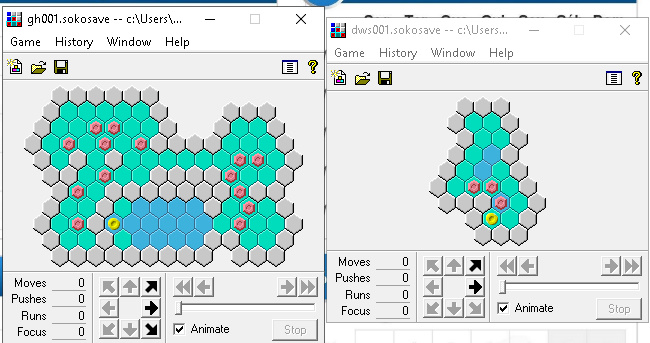 gh001.sokosave -- c:\Users\...
Game History Window Help
Moves 0
Pushes 0
Runs 0
Focus 0
Animate
Stop
dws001.sokosave -- c:\Users\...
Game History Window Help
Moves 0
Pushes 0
Runs 0
Focus 0
Animate
Stop